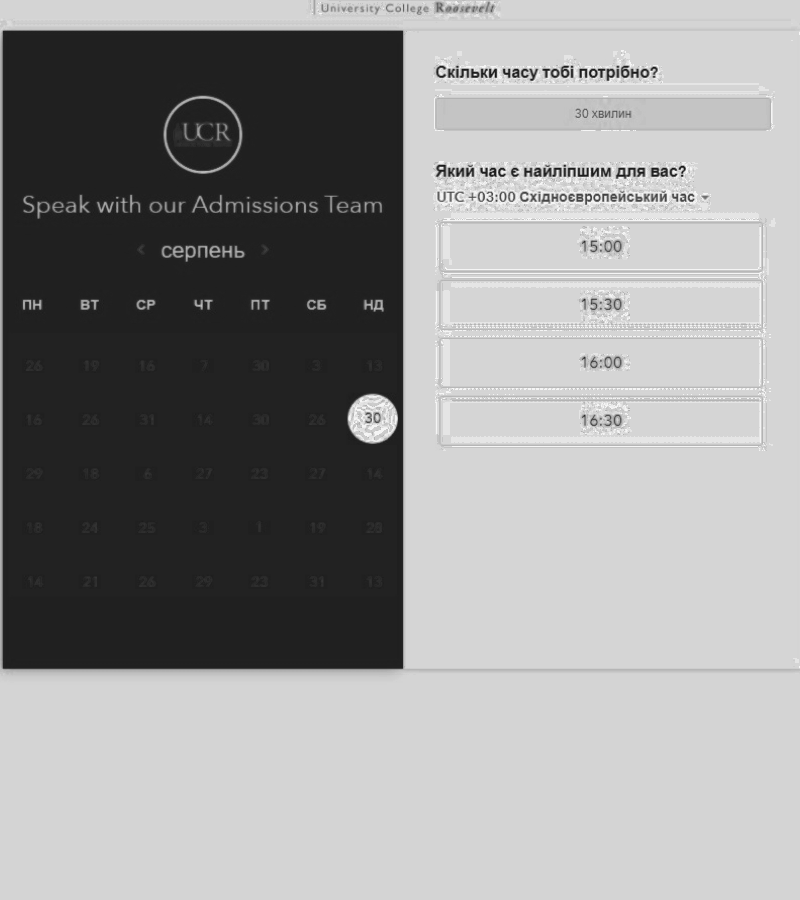 University College Roosevelt
UCR
Speak with our Admissions Team
‹ серпень ›
ПН ВТ СР ЧТ ПТ СБ НД
26 19 16 7 30 3 13
16 26 31 14 30 26 30
29 18 6 27 23 27 14
18 24 25 3 1 19 28
14 21 26 29 23 31 13
Скільки часу тобі потрібно?
30 хвилин
Який час є найліпшим для вас?
UTC +03:00 Східноєвропейський час
15:00
15:30
16:00
16:30